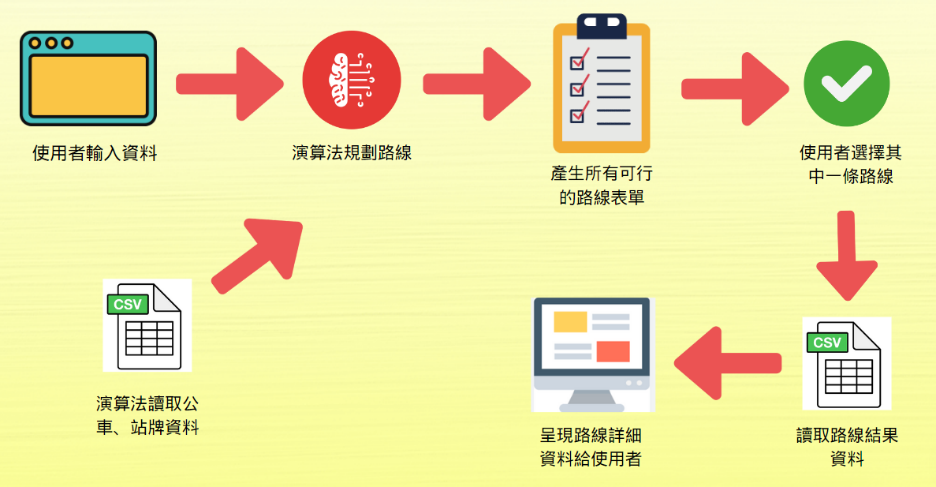 使用者輸入資料
演算法規劃路線
產生所有可行
的路線表單
使用者選擇其
中一條路線
CSV
演算法讀取公
車、站牌資料
CSV
讀取路線結果
資料
呈現路線詳細
資料給使用者